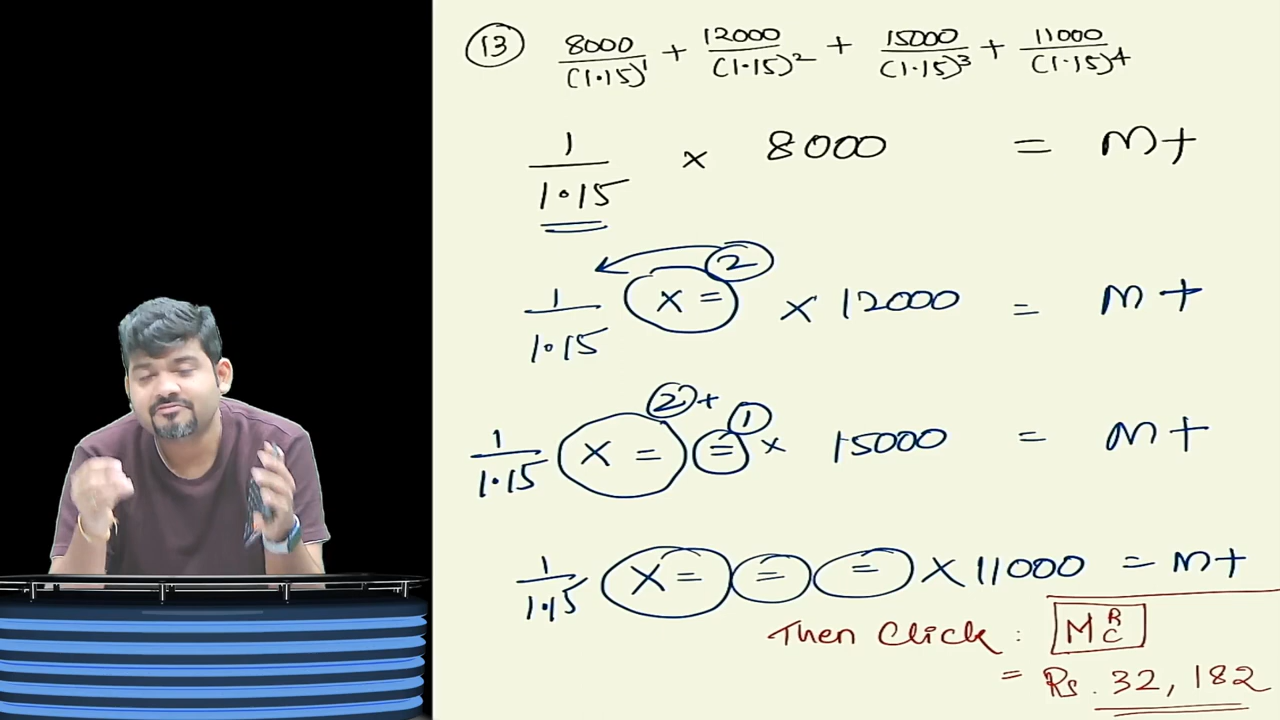 ⑬ 8000/(1.15)¹ + 12000/(1.15)² + 15000/(1.15)³ + 11000/(1.15)⁴
1/1.15 × 8000 = m+
2
1/1.15 × = × 12000 = m+
2 + 1
1/1.15 × = = × 15000 = m+
1/1.15 × = = = × 11000 = m+
Then Click : M R C
= Rs. 32,182